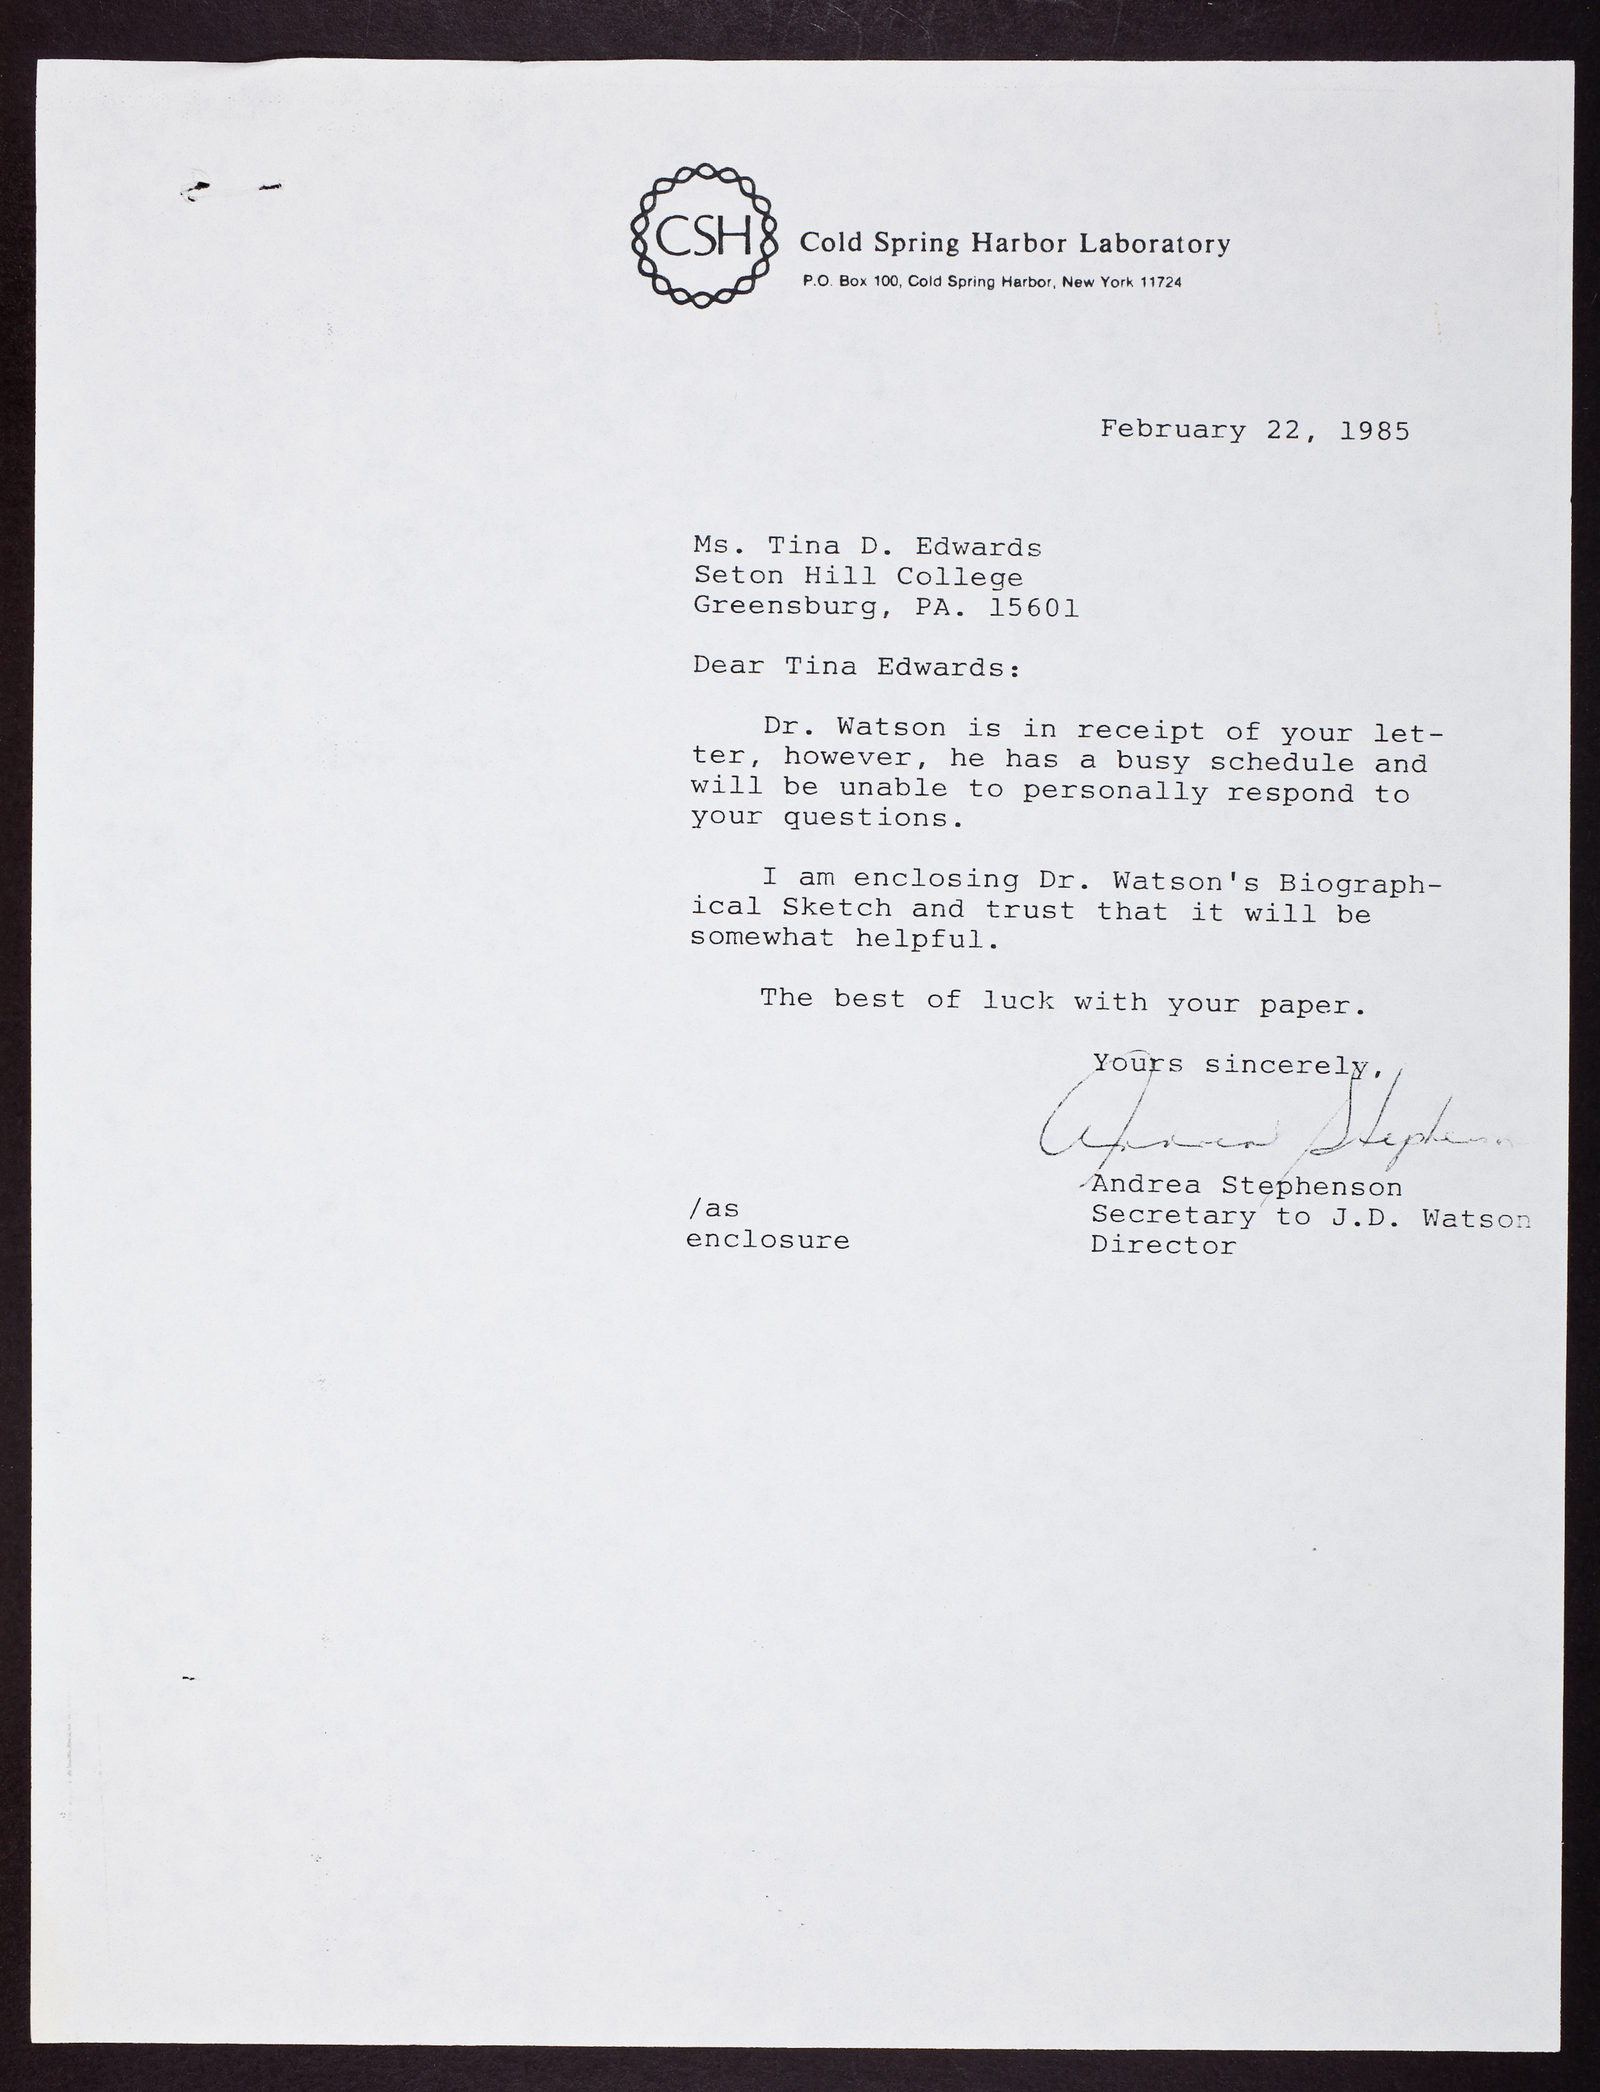 CSH
Cold Spring Harbor Laboratory
P.O. Box 100, Cold Spring Harbor, New York 11724
February 22, 1985
Ms. Tina D. Edwards
Seton Hill College
Greensburg, PA. 15601
Dear Tina Edwards:
Dr. Watson is in receipt of your let-
ter, however, he has a busy schedule and
will be unable to personally respond to
your questions.
I am enclosing Dr. Watson's Biograph-
ical Sketch and trust that it will be
somewhat helpful.
The best of luck with your paper.
Yours sincerely,
Andrea Stephenson
Andrea Stephenson
Secretary to J.D. Watson
Director
/as
enclosure